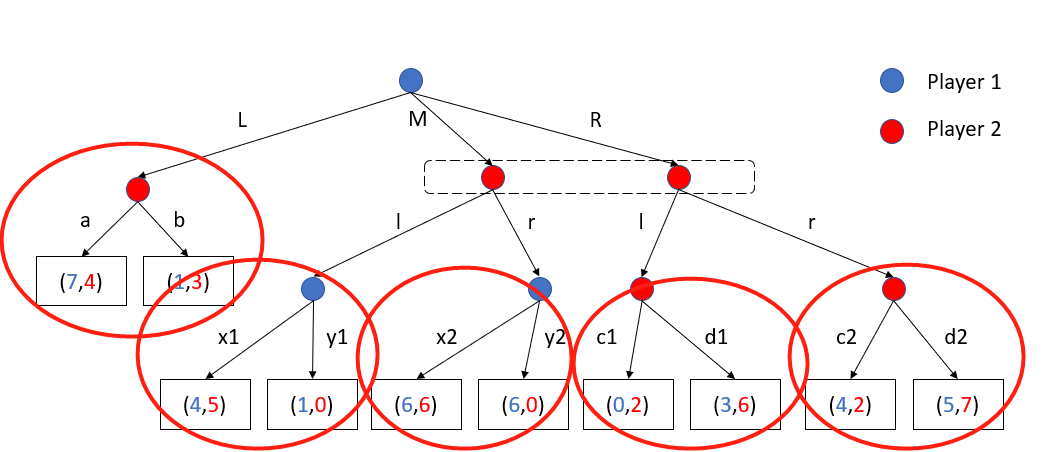 Player 1
L
M
R
Player 2
a
b
l
r
l
r
(7,4)
(1,3)
x1
y1
x2
y2
c1
d1
c2
d2
(4,5)
(1,0)
(6,6)
(6,0)
(0,2)
(3,6)
(4,2)
(5,7)